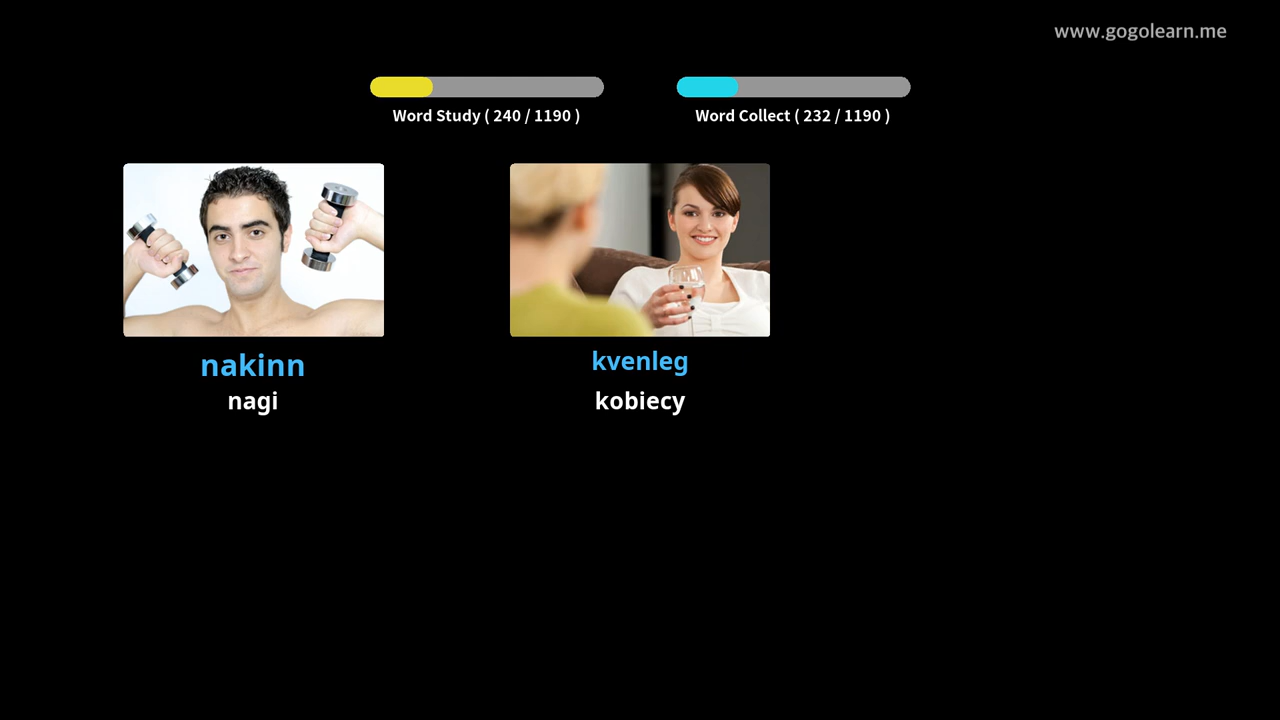 www.gogolearn.me
Word Study ( 240 / 1190 )
Word Collect ( 232 / 1190 )
nakinn
nagi
kvenleg
kobiecy